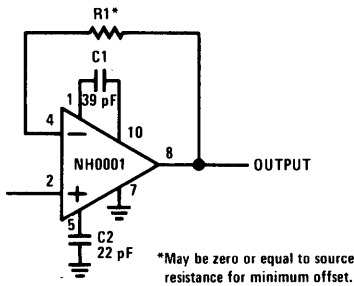 R1*
C1
39 pF
1
4
10
NH0001
8
OUTPUT
2
7
5
C2
22 pF
*May be zero or equal to source
resistance for minimum offset.